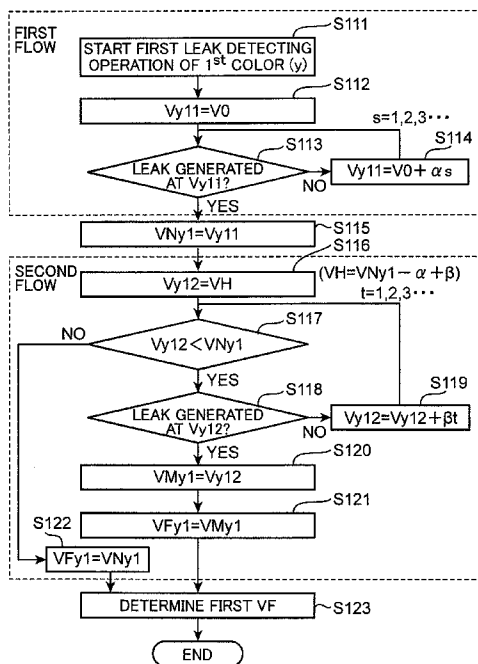 FIRST FLOW
S111
START FIRST LEAK DETECTING
OPERATION OF 1st COLOR (y)
S112
Vy11=V0
s=1,2,3···
S113
S114
LEAK GENERATED
AT Vy11?
NO
Vy11=V0+ αs
YES
S115
VNy1=Vy11
S116
SECOND FLOW
Vy12=VH
(VH=VNy1−α+β)
t=1,2,3···
S117
NO
Vy12<VNy1
YES
S118
S119
LEAK GENERATED
AT Vy12?
NO
Vy12=Vy12+βt
YES
S120
VMy1=Vy12
S121
VFy1=VMy1
S122
VFy1=VNy1
S123
DETERMINE FIRST VF
END